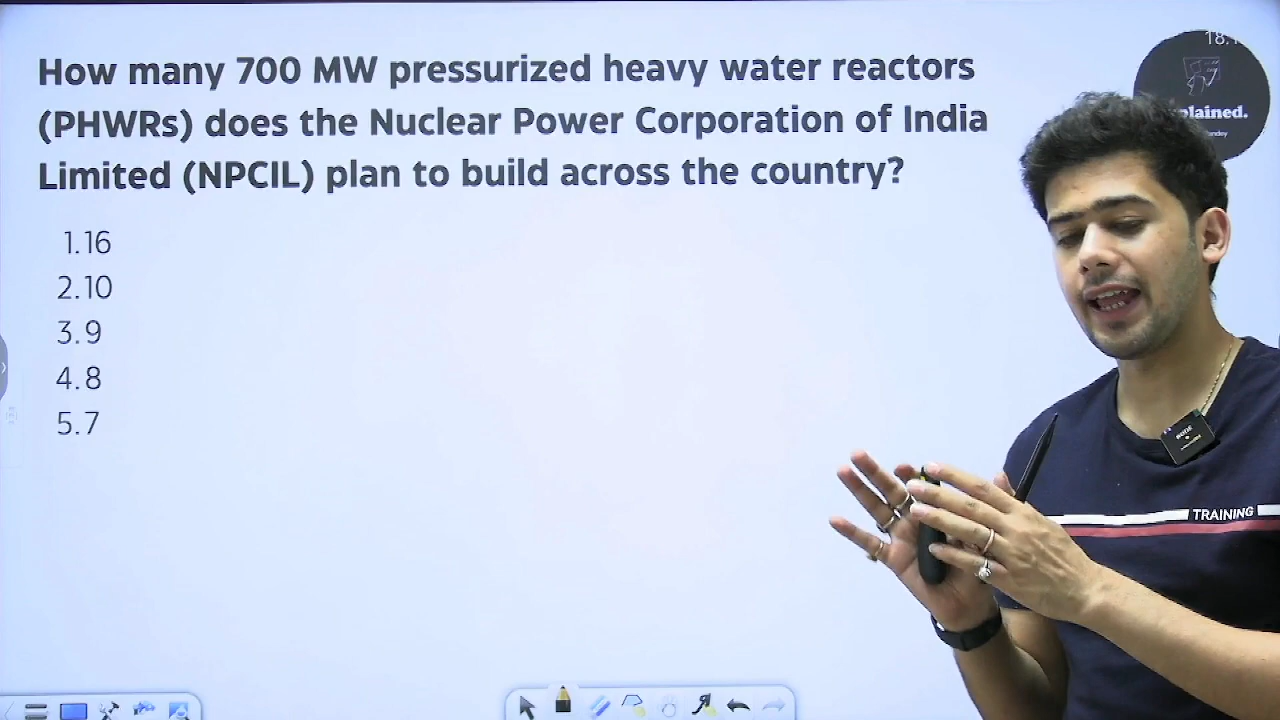 How many 700 MW pressurized heavy water reactors
(PHWRs) does the Nuclear Power Corporation of India
Limited (NPCIL) plan to build across the country?
1.16
2.10
3.9
4.8
5.7
plained.
TRAINING